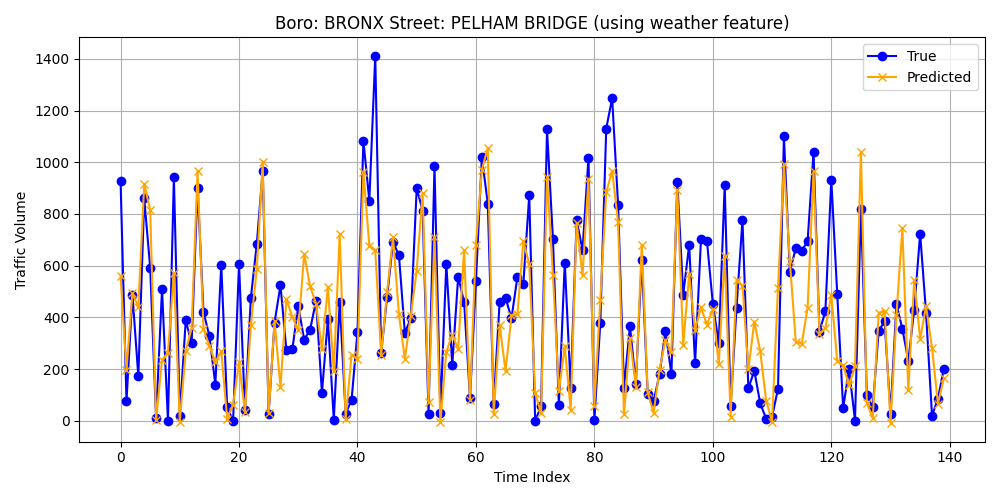 Boro: BRONX Street: PELHAM BRIDGE (using weather feature)
True
Predicted
Traffic Volume
1400
1200
1000
800
600
400
200
0
0 20 40 60 80 100 120 140
Time Index